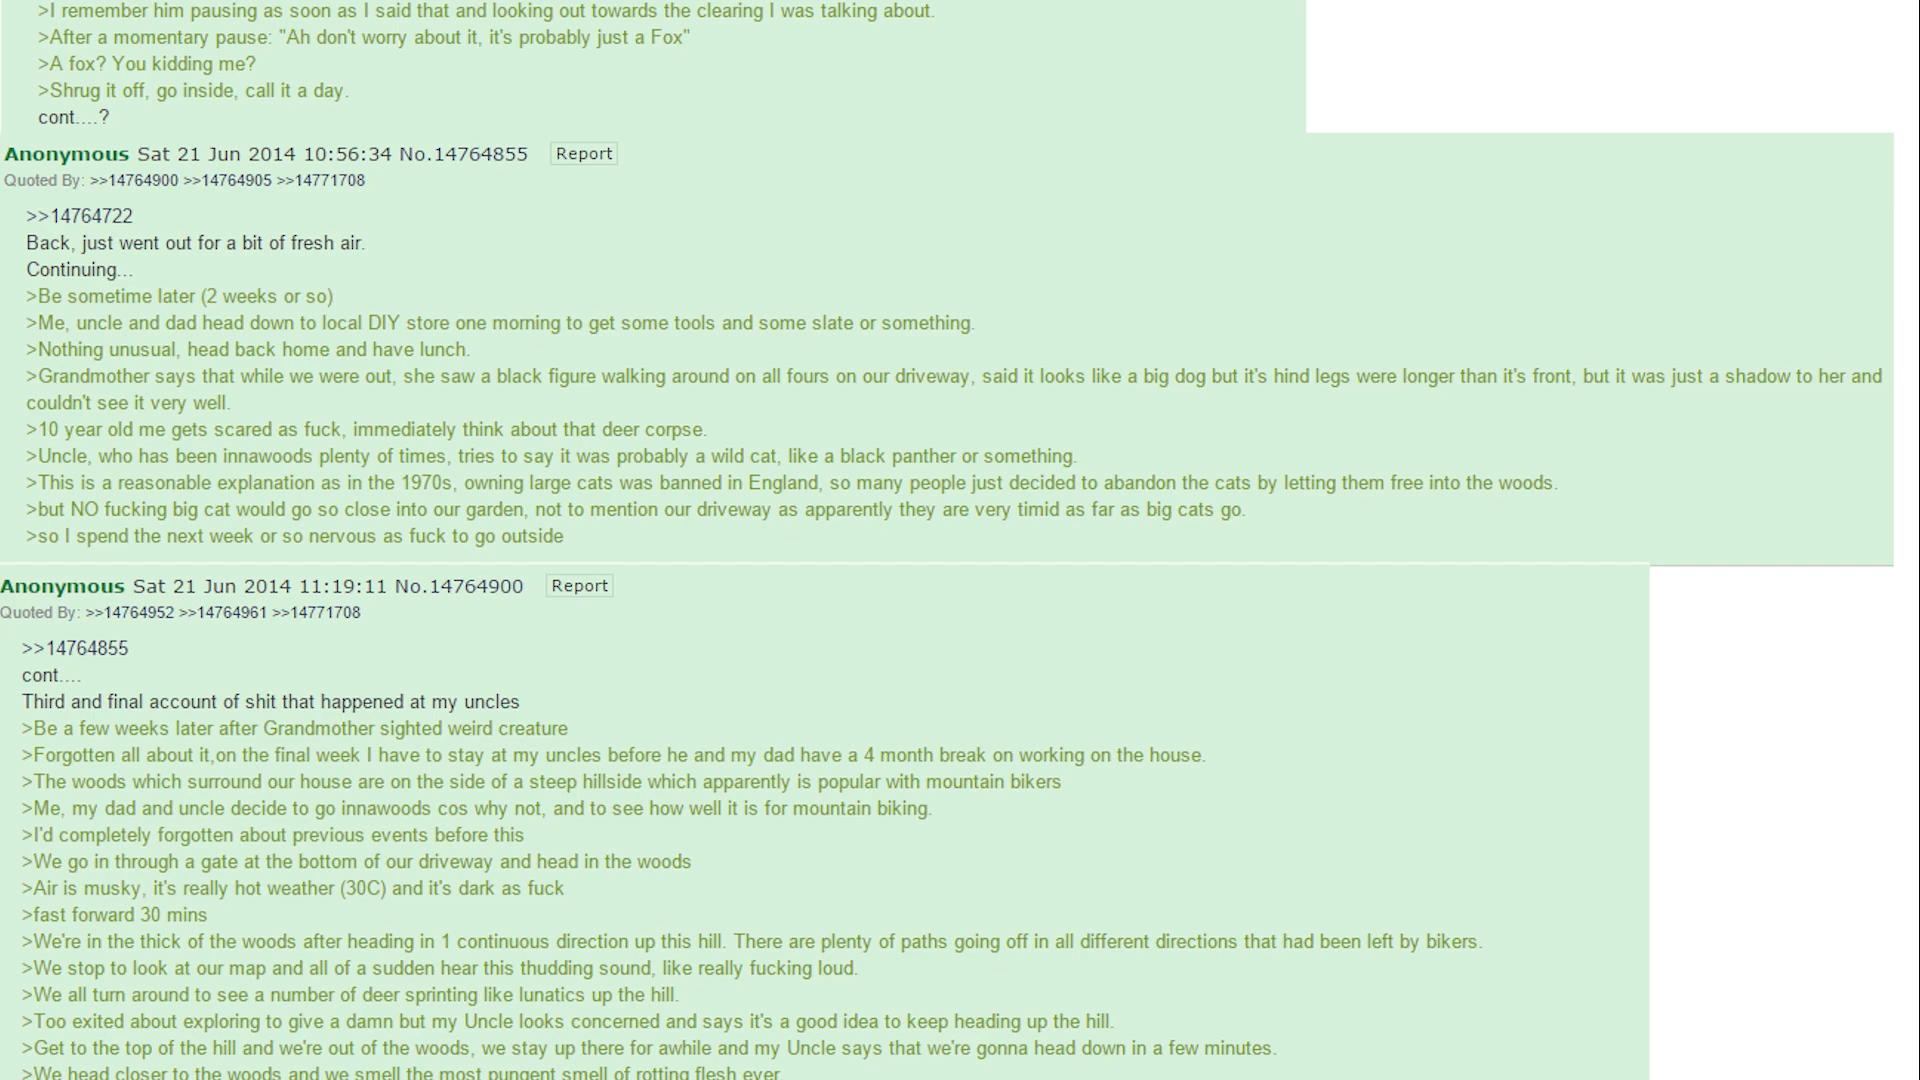 >I remember him pausing as soon as I said that and looking out towards the clearing I was talking about.
>After a momentary pause: "Ah don't worry about it, it's probably just a Fox"
>A fox? You kidding me?
>Shrug it off, go inside, call it a day.
cont....?
Anonymous Sat 21 Jun 2014 10:56:34 No.14764855 Report
Quoted By: >>14764900 >>14764905 >>14771708
>>14764722
Back, just went out for a bit of fresh air.
Continuing...
>Be sometime later (2 weeks or so)
>Me, uncle and dad head down to local DIY store one morning to get some tools and some slate or something.
>Nothing unusual, head back home and have lunch.
>Grandmother says that while we were out, she saw a black figure walking around on all fours on our driveway, said it looks like a big dog but it's hind legs were longer than it's front, but it was just a shadow to her and
couldn't see it very well.
>10 year old me gets scared as fuck, immediately think about that deer corpse.
>Uncle, who has been innawoods plenty of times, tries to say it was probably a wild cat, like a black panther or something.
>This is a reasonable explanation as in the 1970s, owning large cats was banned in England, so many people just decided to abandon the cats by letting them free into the woods.
>but NO fucking big cat would go so close into our garden, not to mention our driveway as apparently they are very timid as far as big cats go.
>so I spend the next week or so nervous as fuck to go outside
Anonymous Sat 21 Jun 2014 11:19:11 No.14764900 Report
Quoted By: >>14764952 >>14764961 >>14771708
>>14764855
cont....
Third and final account of shit that happened at my uncles
>Be a few weeks later after Grandmother sighted weird creature
>Forgotten all about it,on the final week I have to stay at my uncles before he and my dad have a 4 month break on working on the house.
>The woods which surround our house are on the side of a steep hillside which apparently is popular with mountain bikers
>Me, my dad and uncle decide to go innawoods cos why not, and to see how well it is for mountain biking.
>I'd completely forgotten about previous events before this
>We go in through a gate at the bottom of our driveway and head in the woods
>Air is musky, it's really hot weather (30C) and it's dark as fuck
>fast forward 30 mins
>We're in the thick of the woods after heading in 1 continuous direction up this hill. There are plenty of paths going off in all different directions that had been left by bikers.
>We stop to look at our map and all of a sudden hear this thudding sound, like really fucking loud.
>We all turn around to see a number of deer sprinting like lunatics up the hill.
>Too exited about exploring to give a damn but my Uncle looks concerned and says it's a good idea to keep heading up the hill.
>Get to the top of the hill and we're out of the woods, we stay up there for awhile and my Uncle says that we're gonna head down in a few minutes.
>We head closer to the woods and we smell the most pungent smell of rotting flesh ever